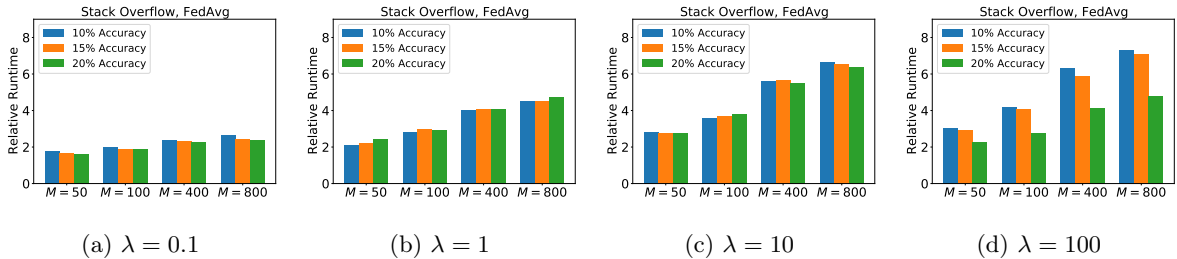 Stack Overflow, FedAvg
8
6
4
2
0
Relative Runtime
10% Accuracy
15% Accuracy
20% Accuracy
M = 50 M = 100 M = 400 M = 800
(a) λ = 0.1
Stack Overflow, FedAvg
8
6
4
2
0
Relative Runtime
10% Accuracy
15% Accuracy
20% Accuracy
M = 50 M = 100 M = 400 M = 800
(b) λ = 1
Stack Overflow, FedAvg
8
6
4
2
0
Relative Runtime
10% Accuracy
15% Accuracy
20% Accuracy
M = 50 M = 100 M = 400 M = 800
(c) λ = 10
Stack Overflow, FedAvg
8
6
4
2
0
Relative Runtime
10% Accuracy
15% Accuracy
20% Accuracy
M = 50 M = 100 M = 400 M = 800
(d) λ = 100